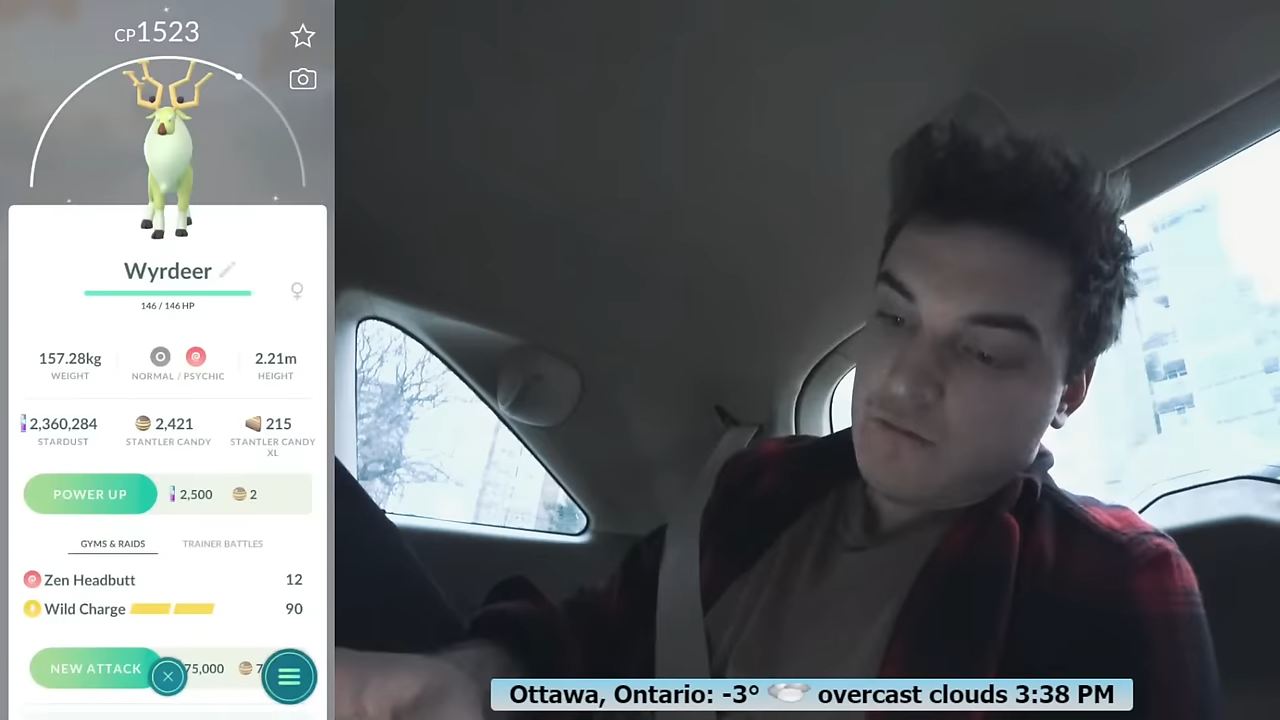 CP1523
Wyrdeer
146 / 146 HP
157.28kg
WEIGHT
NORMAL / PSYCHIC
2.21m
HEIGHT
2,360,284
STARDUST
2,421
STANTLER CANDY
215
STANTLER CANDY
XL
POWER UP
2,500
2
GYMS & RAIDS
TRAINER BATTLES
Zen Headbutt
12
Wild Charge
90
NEW ATTACK
75,000
7
Ottawa, Ontario: -3° overcast clouds 3:38 PM